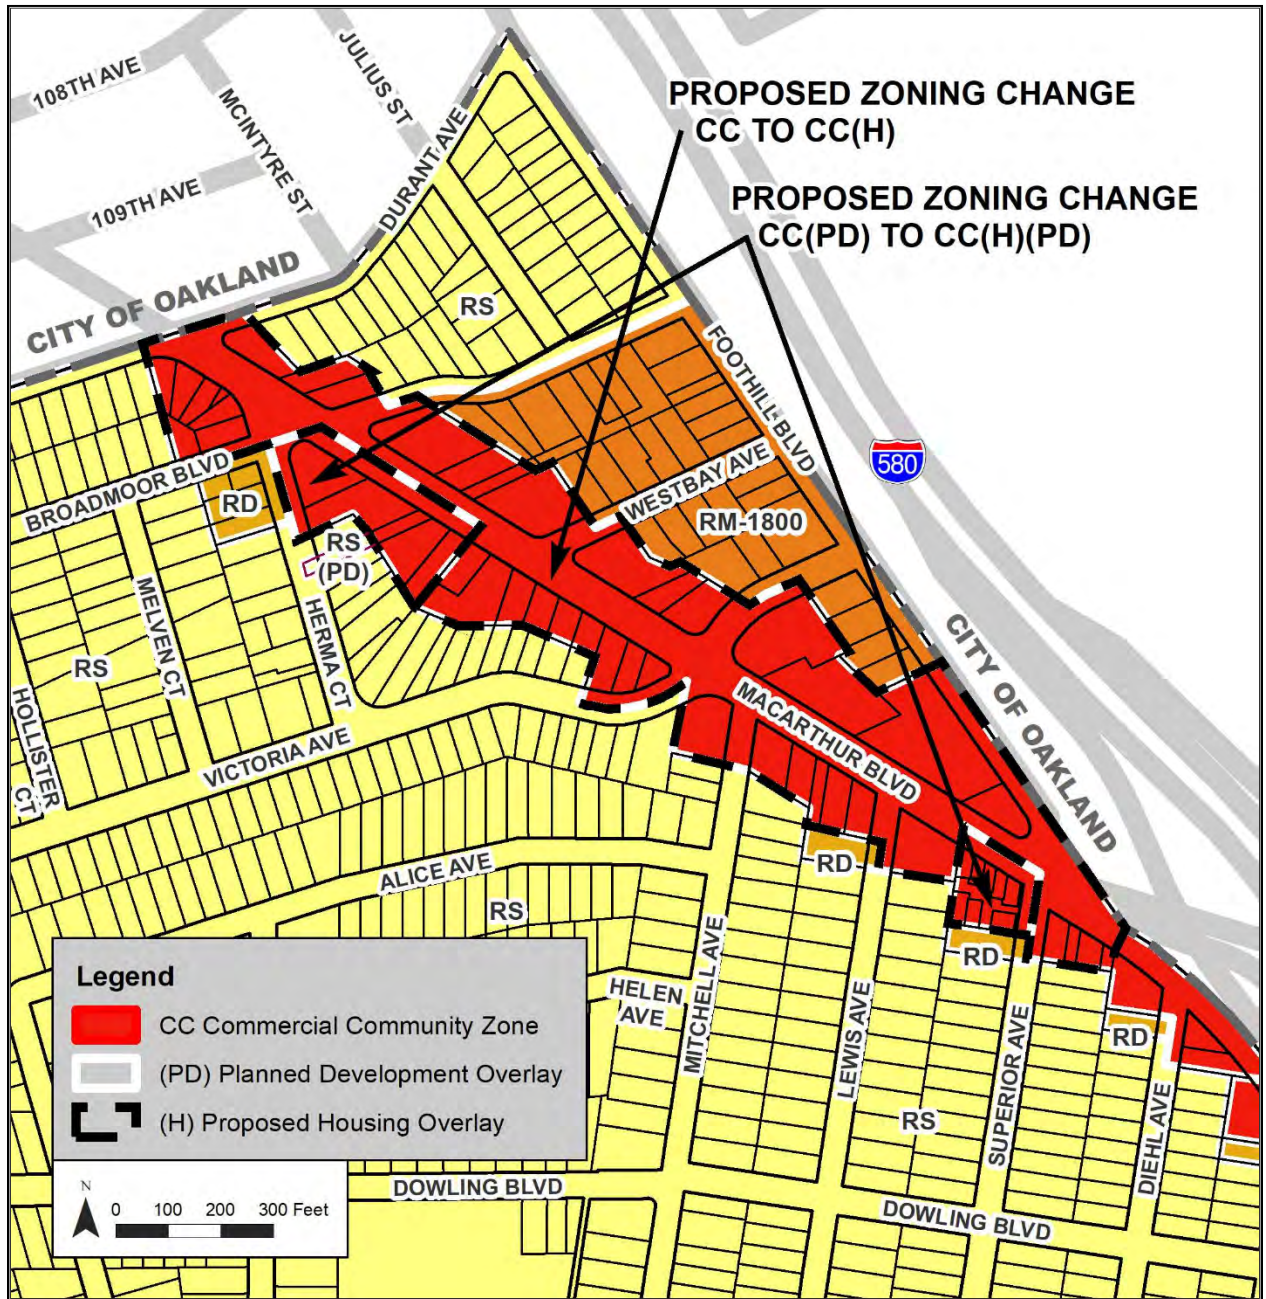 108TH AVE
JULIUS ST
MCINTYRE ST
DURANT AVE
109TH AVE
CITY OF OAKLAND
PROPOSED ZONING CHANGE
CC TO CC(H)
PROPOSED ZONING CHANGE
CC(PD) TO CC(H)(PD)
RS
FOOTHILL BLVD
580
WESTBAY AVE
RM-1800
BROADMOOR BLVD
RD
RS
(PD)
MELVEN CT
HERMA CT
RS
HOLLISTER
CT
VICTORIA AVE
MACARTHUR BLVD
CITY OF OAKLAND
ALICE AVE
RS
RD
RD
RD
MITCHELL AVE
HELEN
AVE
LEWIS AVE
SUPERIOR AVE
DIEHL AVE
RS
DOWLING BLVD
DOWLING BLVD
Legend
CC Commercial Community Zone
(PD) Planned Development Overlay
(H) Proposed Housing Overlay
N
0 100 200 300 Feet